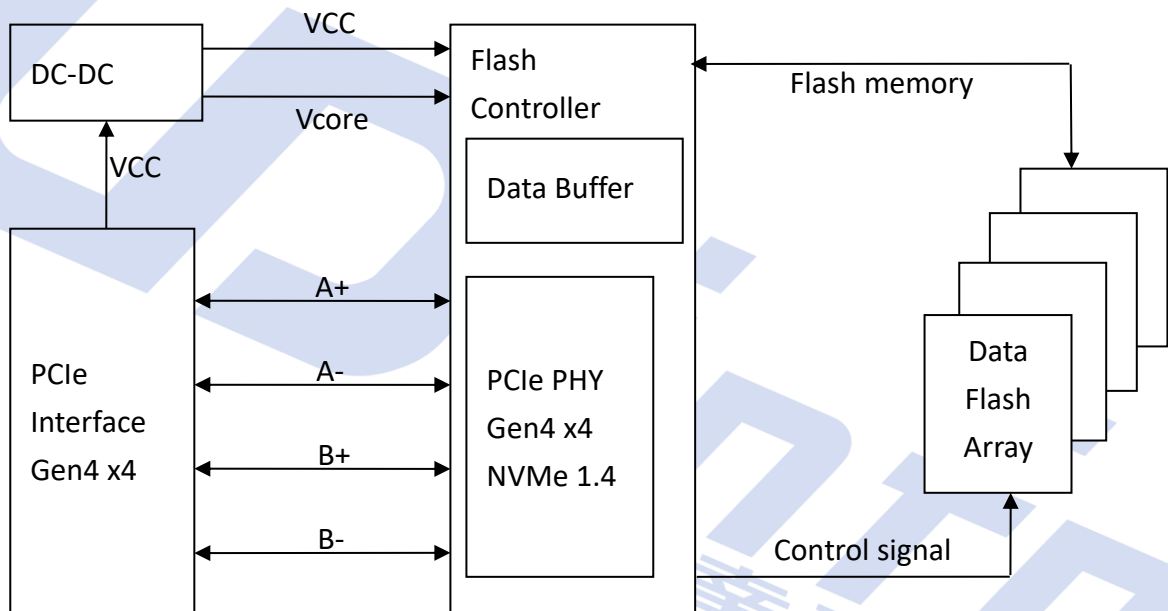 VCC
DC-DC
Vcore
VCC
Flash
Controller
Flash memory
Data Buffer
A+
A-
B+
B-
PCIe
Interface
Gen4 x4
PCIe PHY
Gen4 x4
NVMe 1.4
Data
Flash
Array
Control signal